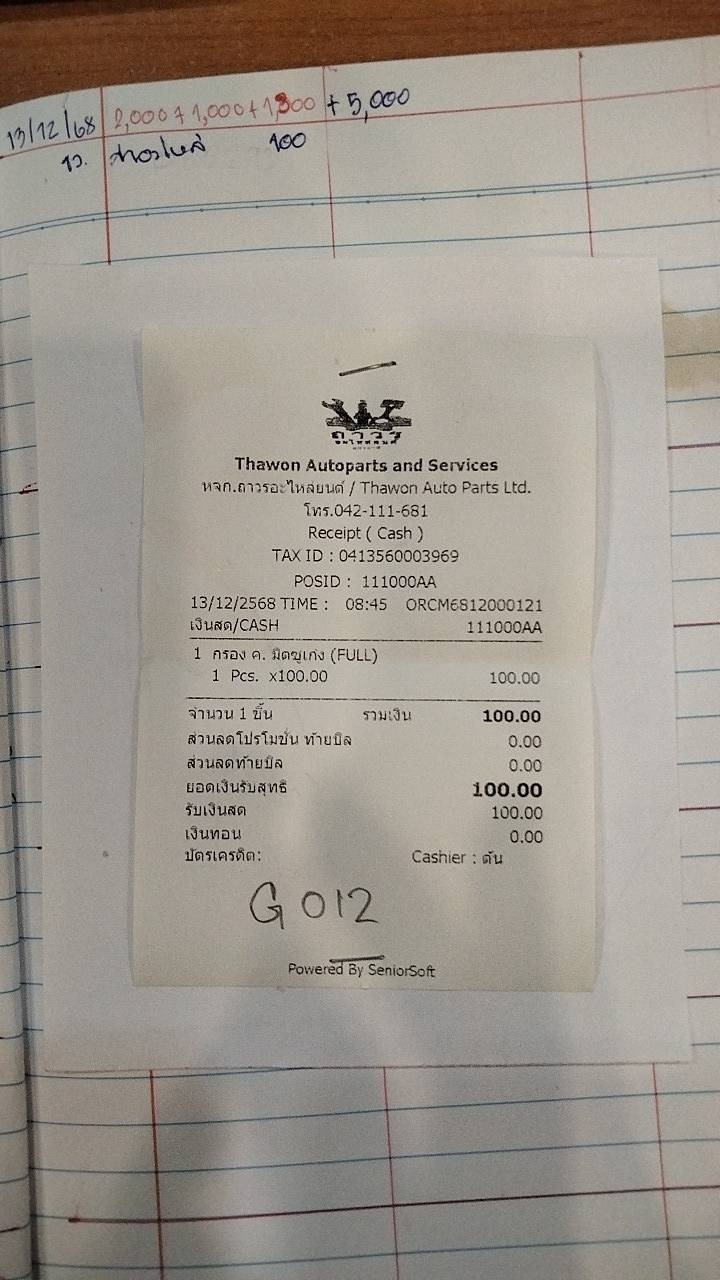 13/12/68 2,000 + 1,000 + 1,300 + 5,000
จว. 100
ถาวร
Thawon Autoparts and Services
หจก.ถาวรอะไหล่ยนต์ / Thawon Auto Parts Ltd.
โทร.042-111-681
Receipt ( Cash )
TAX ID : 0413560003969
POSID : 111000AA
13/12/2568 TIME : 08:45 ORCM6812000121
เงินสด/CASH 111000AA
1 กรอง ค. มิตซูเก่ง (FULL)
1 Pcs. x100.00 100.00
จำนวน 1 ชิ้น รวมเงิน 100.00
ส่วนลดโปรโมชั่น ท้ายบิล 0.00
ส่วนลดท้ายบิล 0.00
ยอดเงินรับสุทธิ 100.00
รับเงินสด 100.00
เงินทอน 0.00
บัตรเครดิต: Cashier : ตัน
G 012
Powered By SeniorSoft